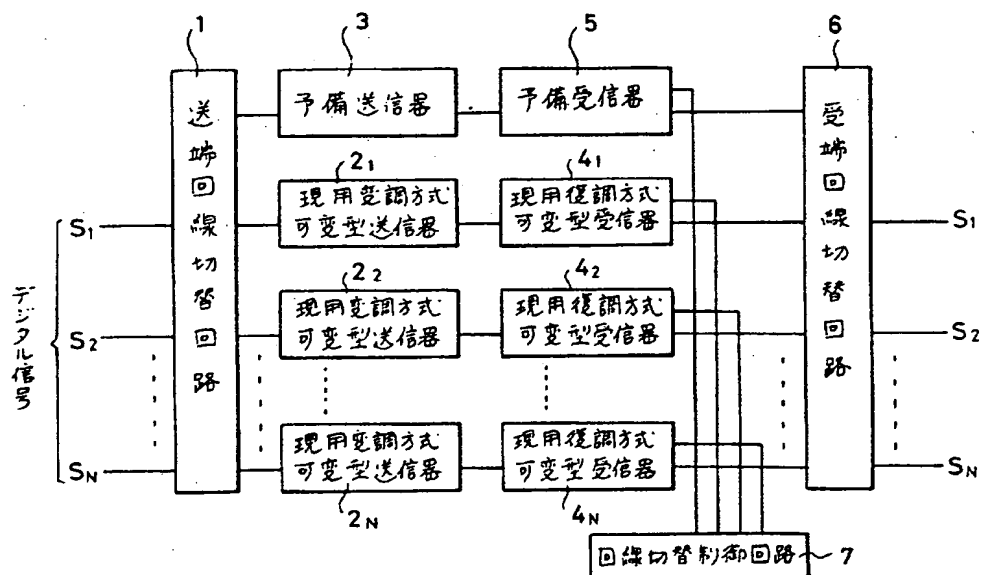 1
3
5
6
送端回線切替回路
予備送信器
予備受信器
受端回線切替回路
2₁
4₁
現用変調方式
可変型送信器
現用復調方式
可変型受信器
S₁
S₁
2₂
4₂
現用変調方式
可変型送信器
現用復調方式
可変型受信器
デジタル信号
S₂
S₂
現用変調方式
可変型送信器
現用復調方式
可変型受信器
S_N
S_N
2_N
4_N
回線切替制御回路
7